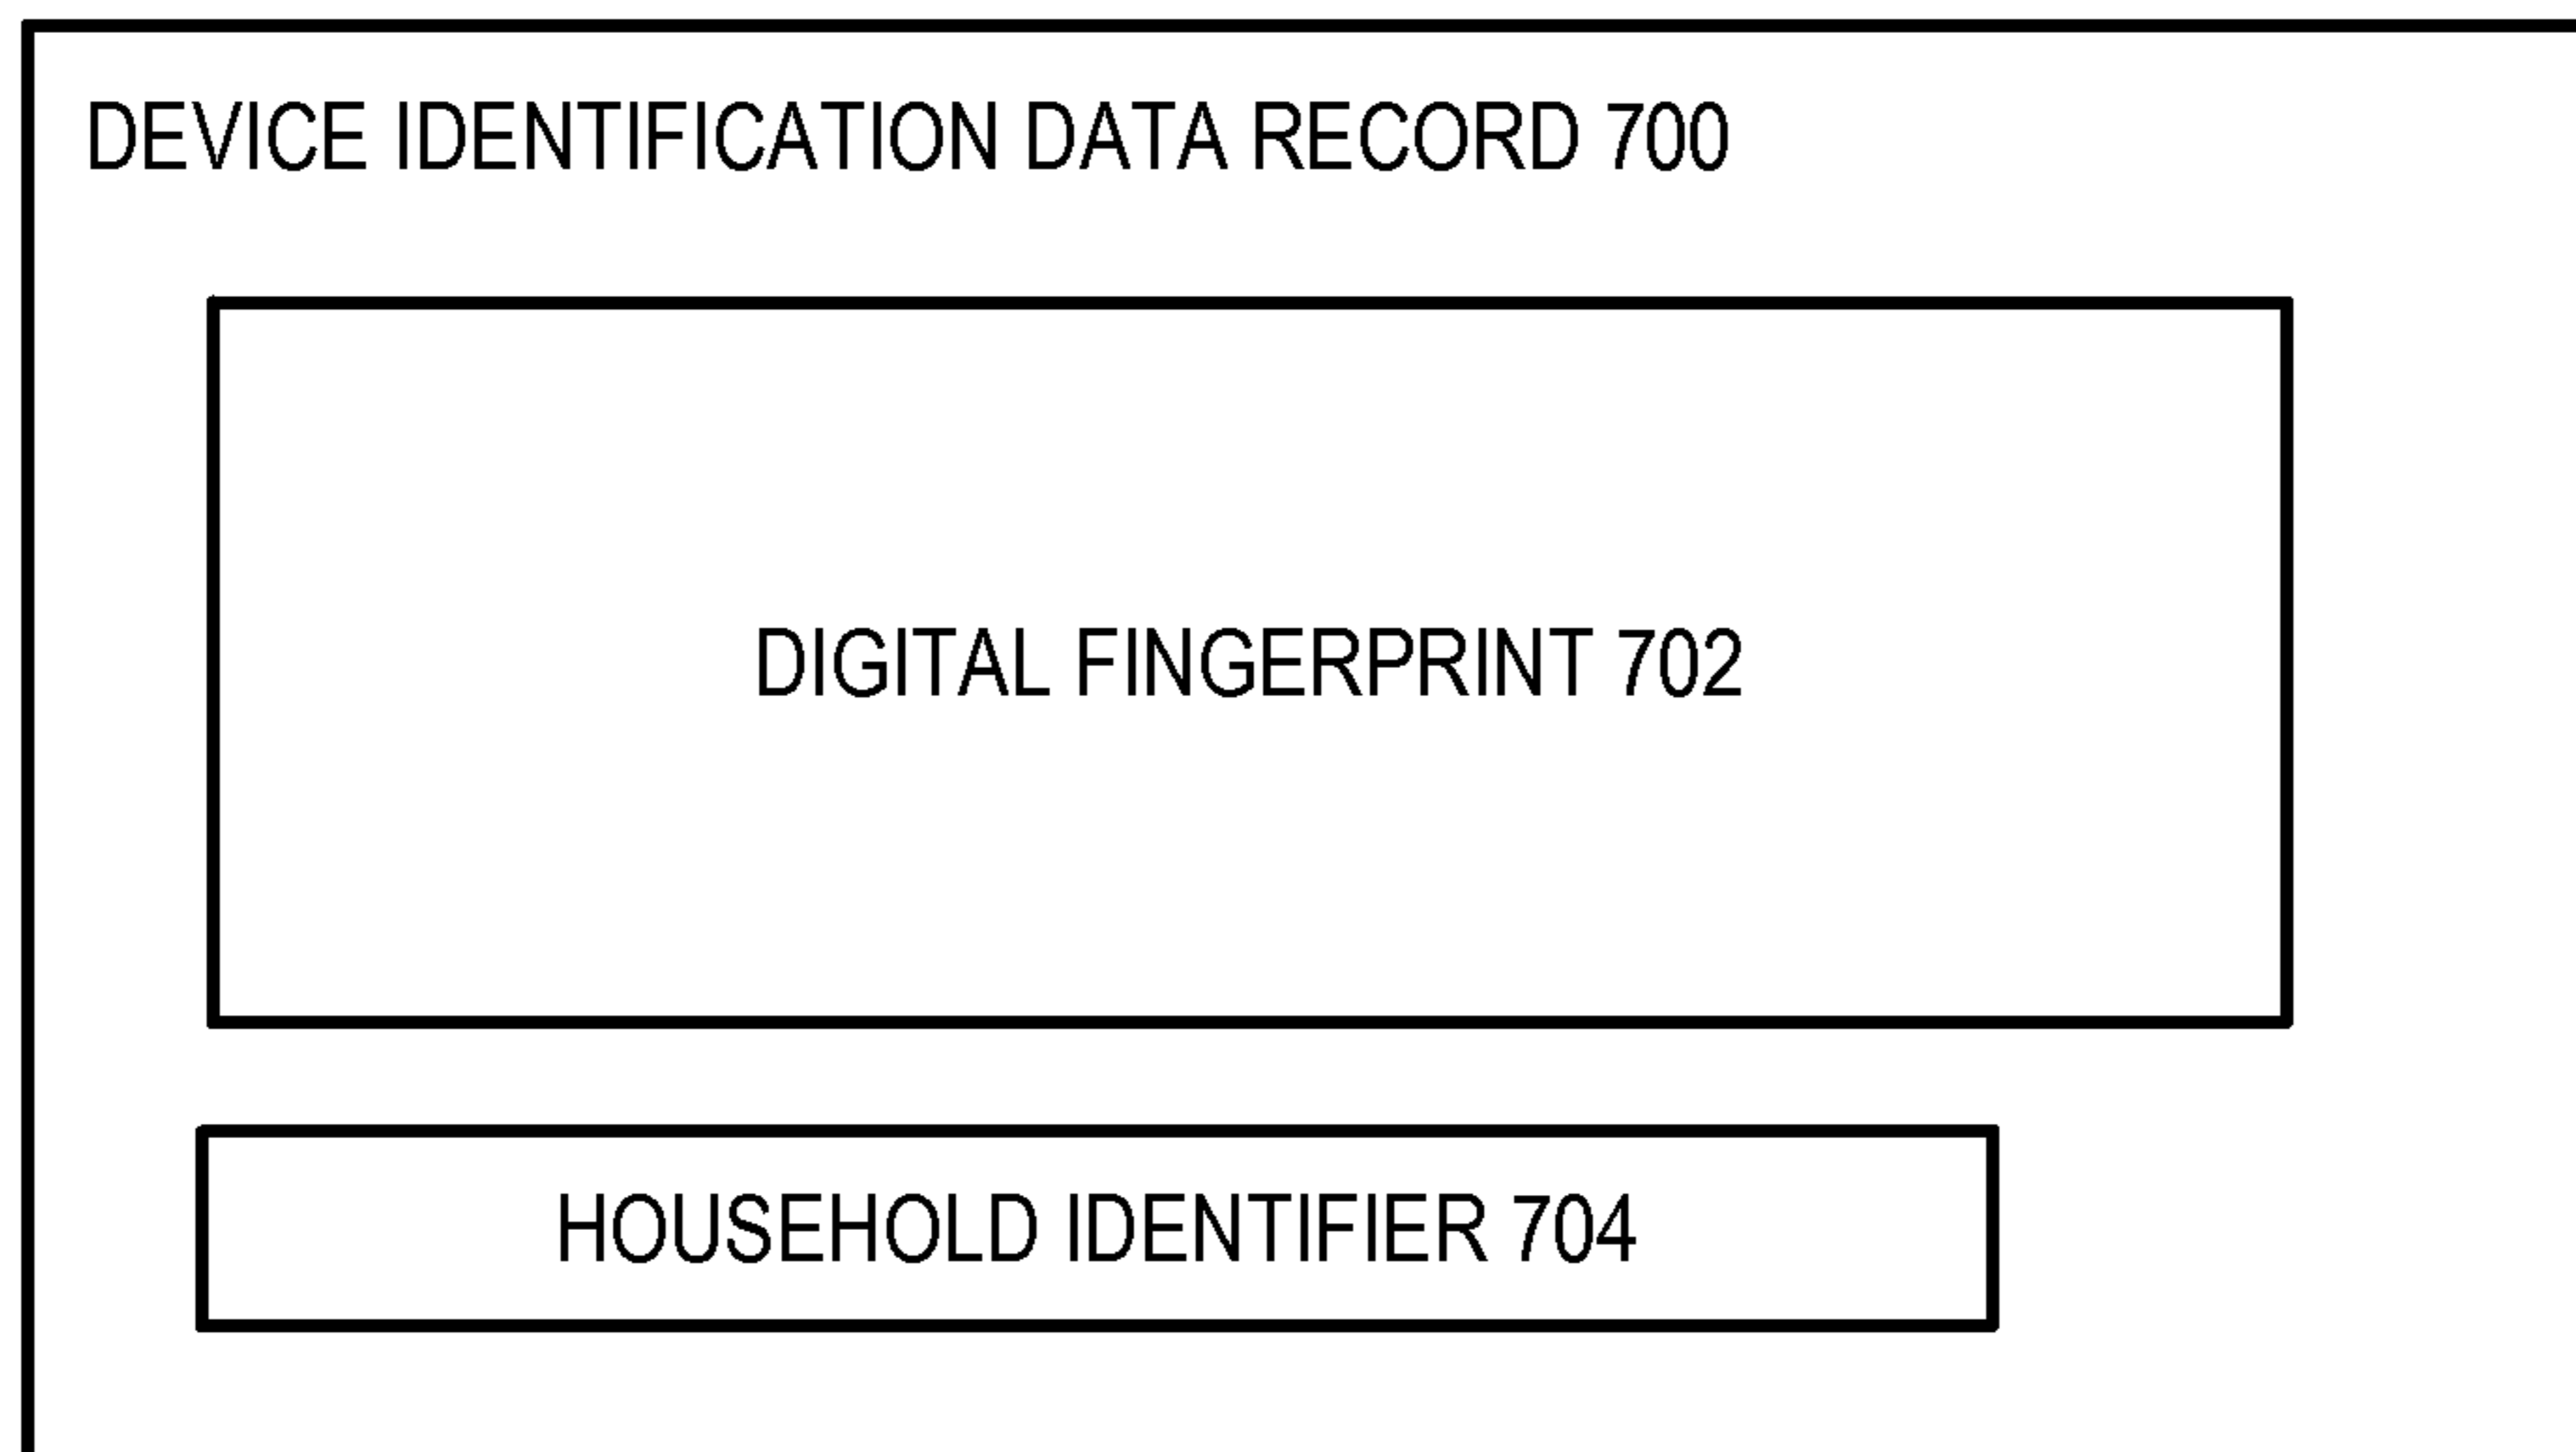 DEVICE IDENTIFICATION DATA RECORD 700
DIGITAL FINGERPRINT 702
HOUSEHOLD IDENTIFIER 704